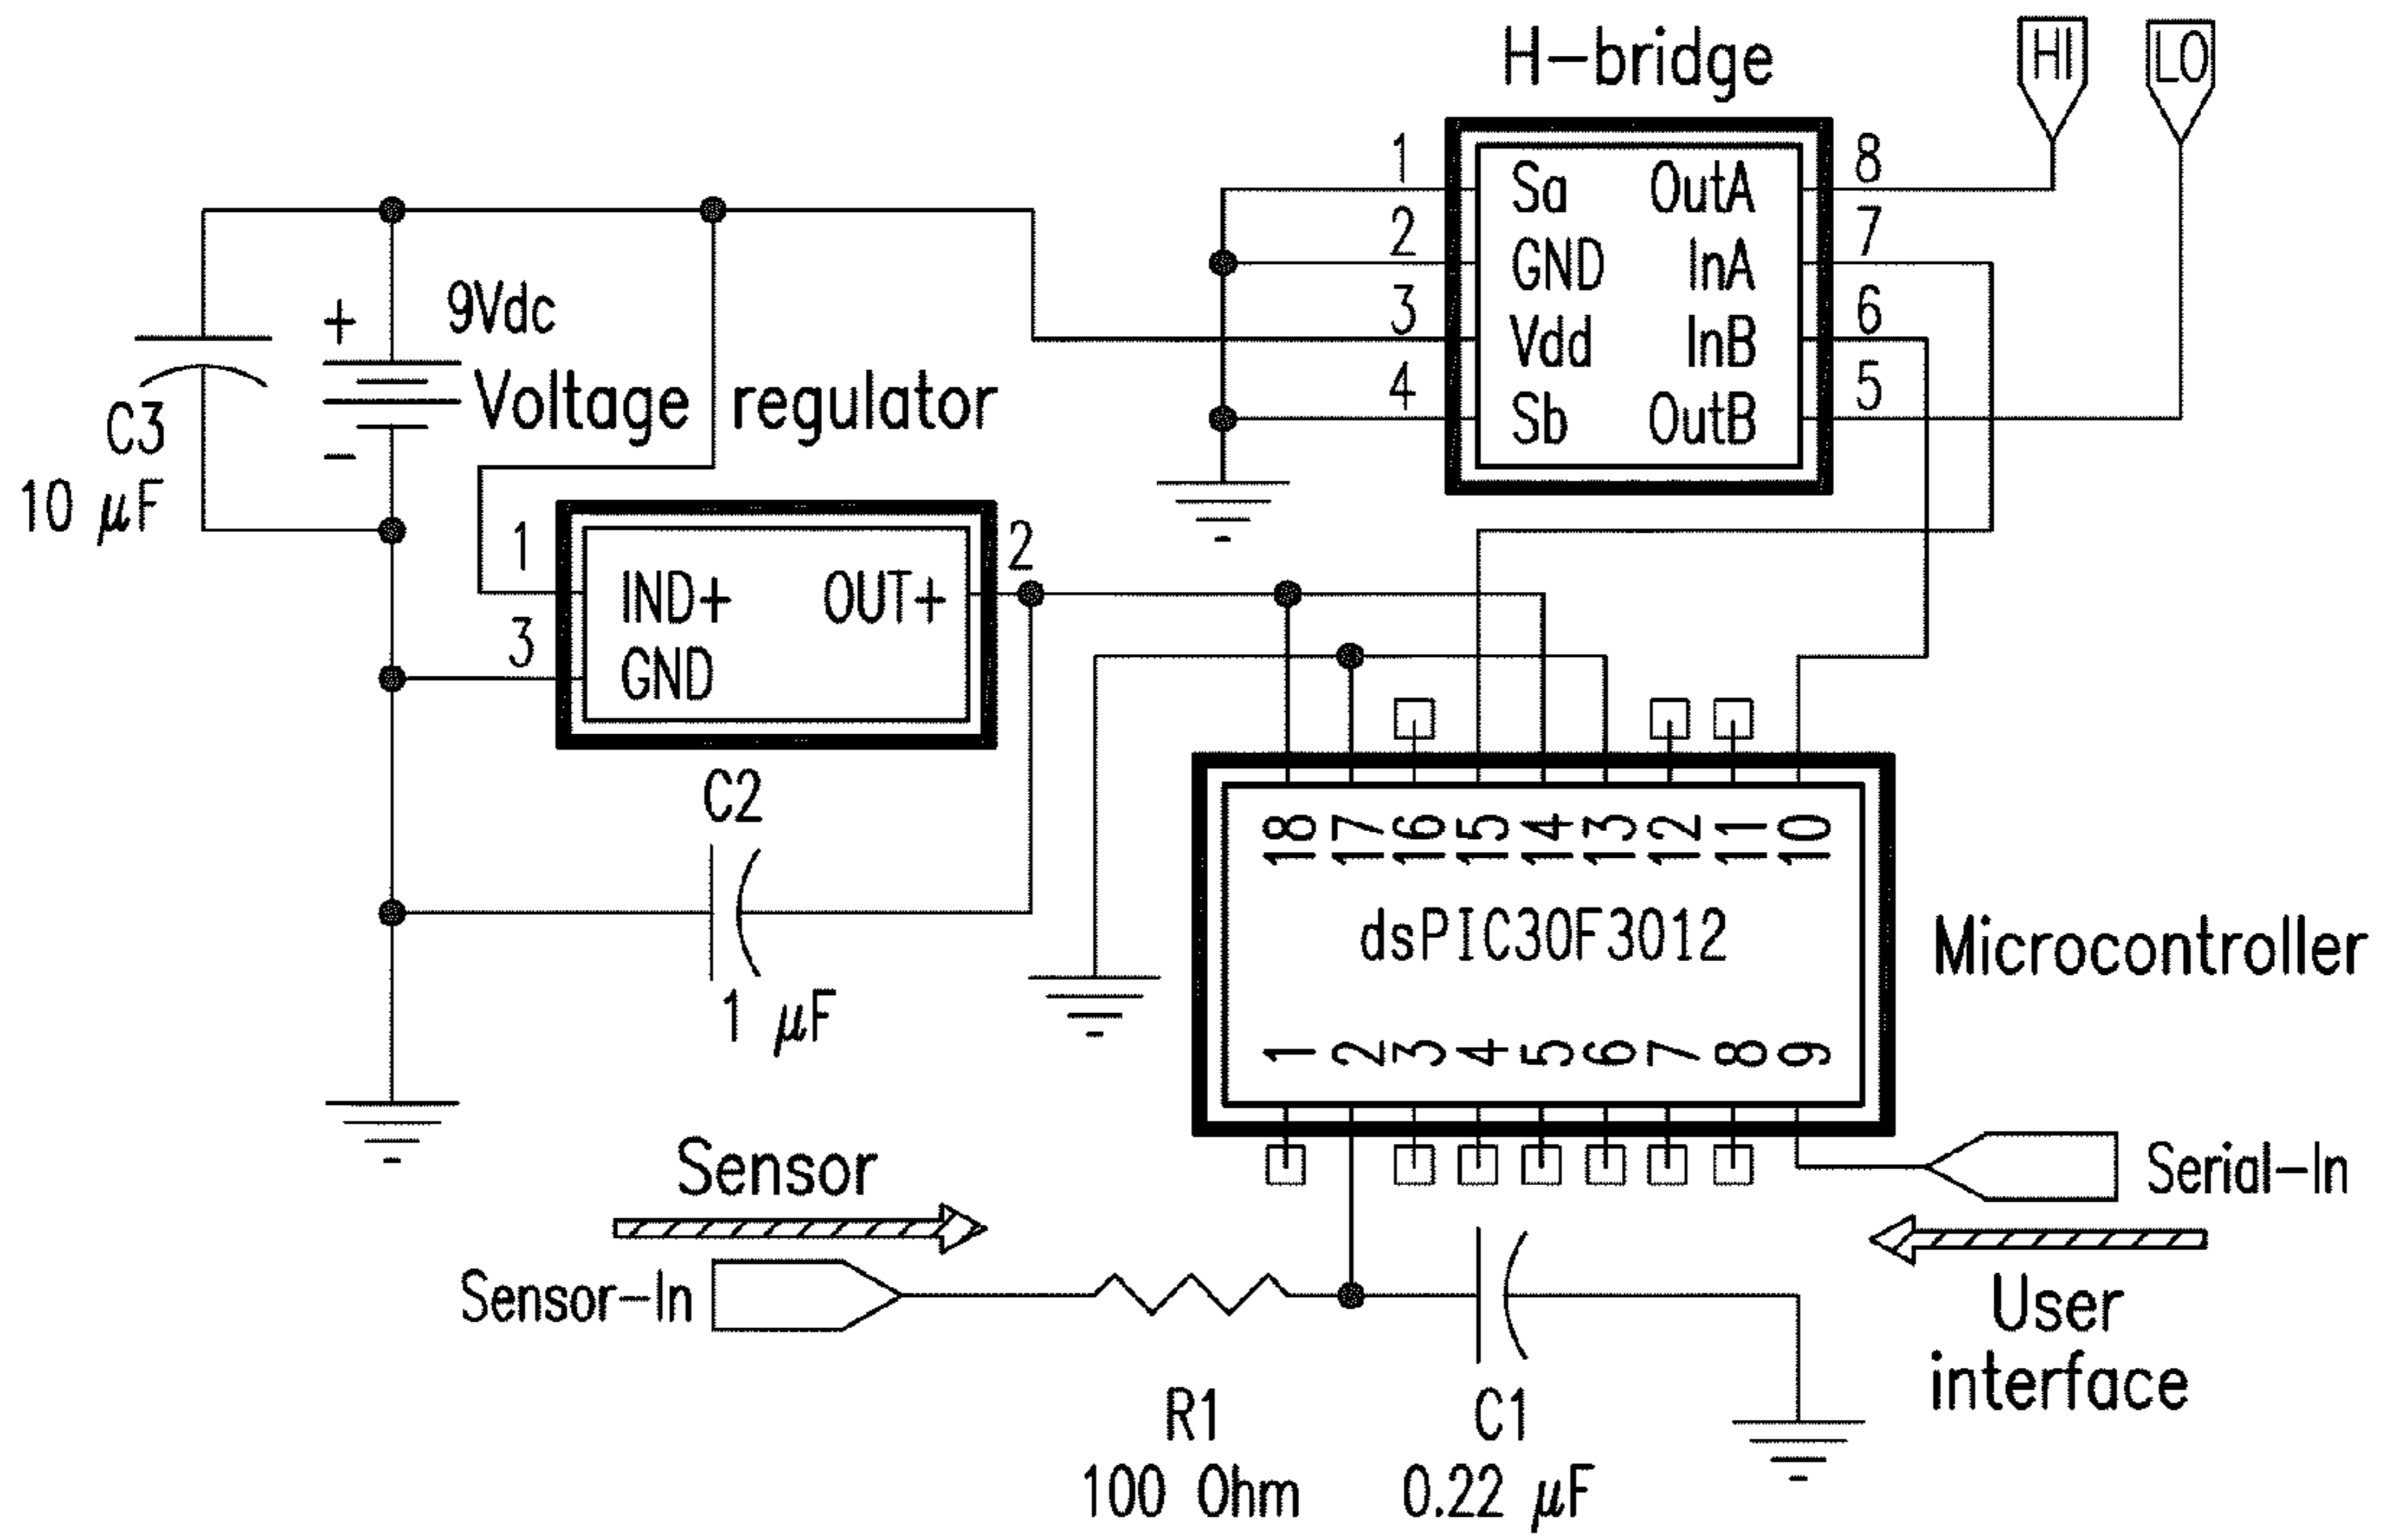 H-bridge
HI
LO
1
Sa
OutA
8
2
GND
InA
7
3
Vdd
InB
6
4
Sb
OutB
5
+
9Vdc
-
C3
10 µF
Voltage regulator
1
IND+
OUT+
2
3
GND
C2
1 µF
18 17 16 15 14 13 12 11 10
dsPIC30F3012
1 2 3 4 5 6 7 8 9
Microcontroller
Sensor
Sensor-In
Serial-In
User
interface
R1
100 Ohm
C1
0.22 µF